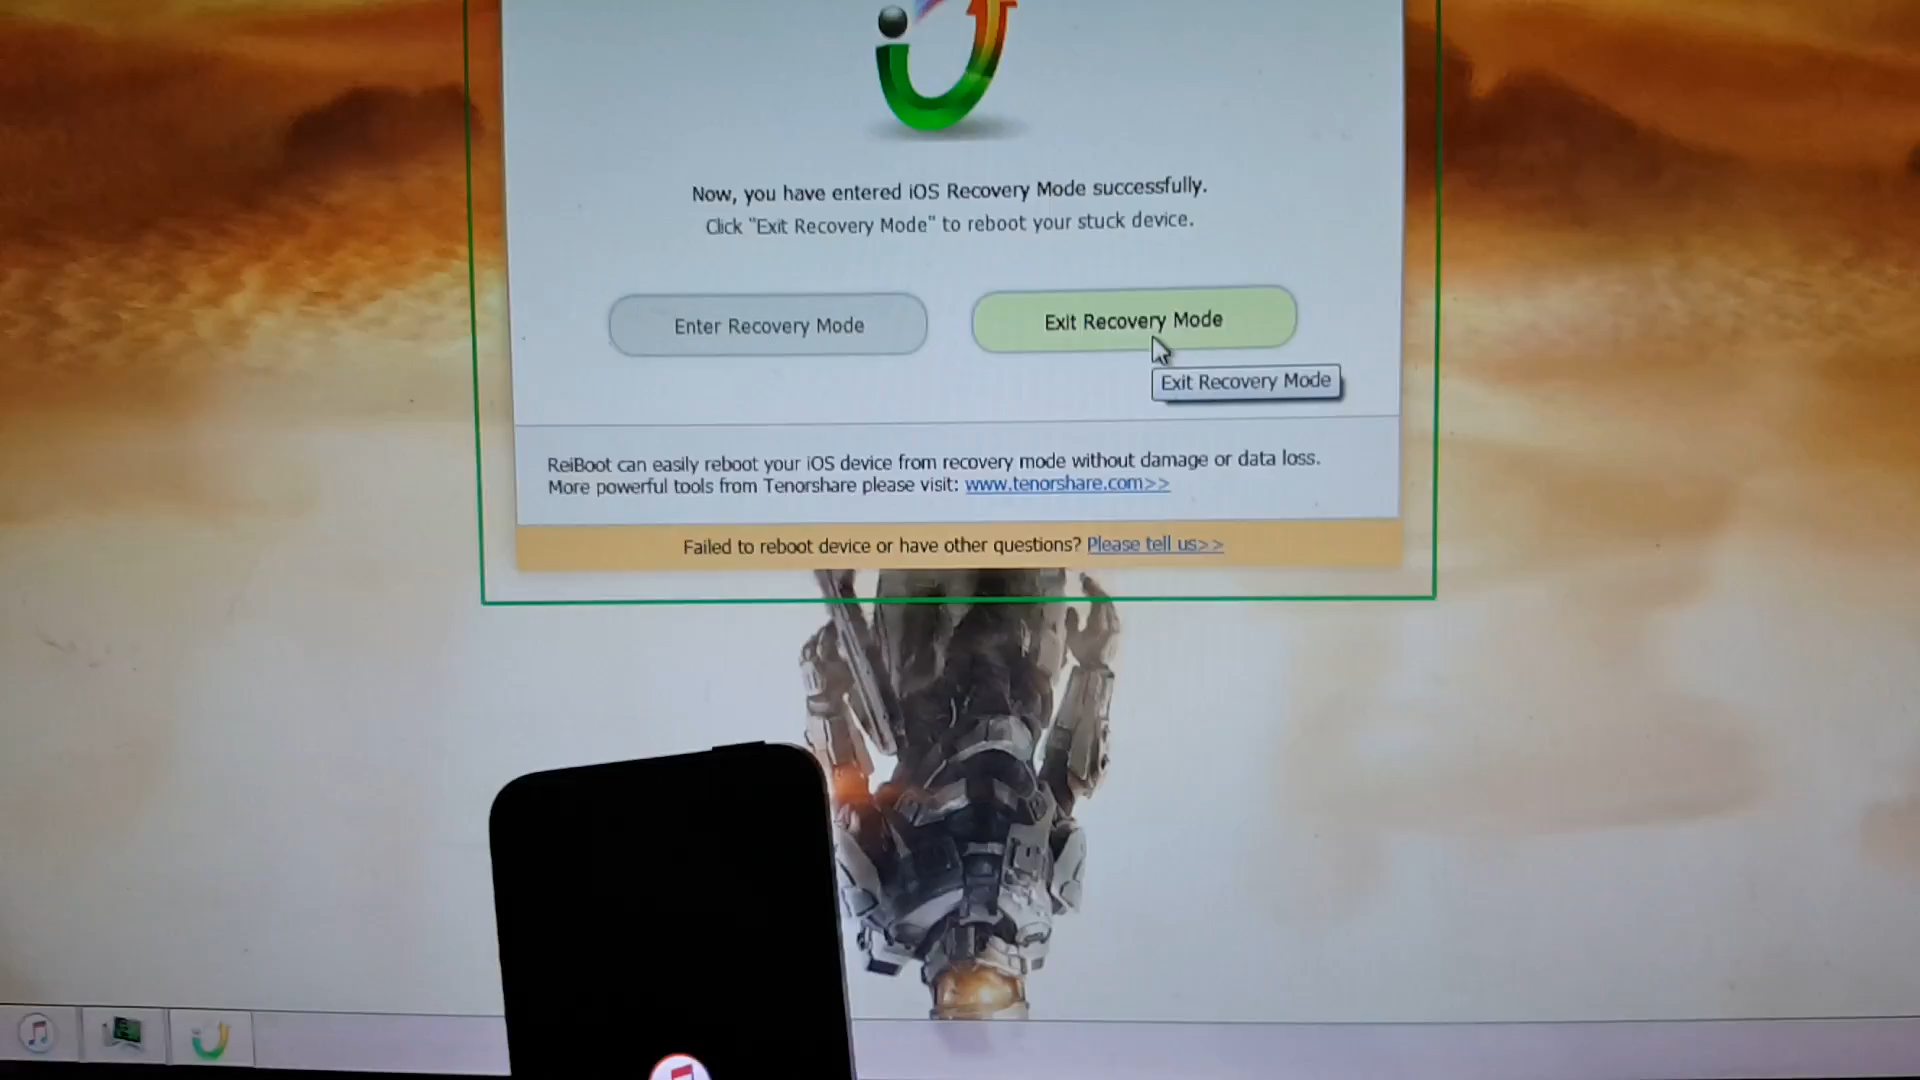 Now, you have entered iOS Recovery Mode successfully.
Click "Exit Recovery Mode" to reboot your stuck device.
Enter Recovery Mode
Exit Recovery Mode
Exit Recovery Mode
ReiBoot can easily reboot your iOS device from recovery mode without damage or data loss.
More powerful tools from Tenorshare please visit: www.tenorshare.com>>
Failed to reboot device or have other questions? Please tell us>>